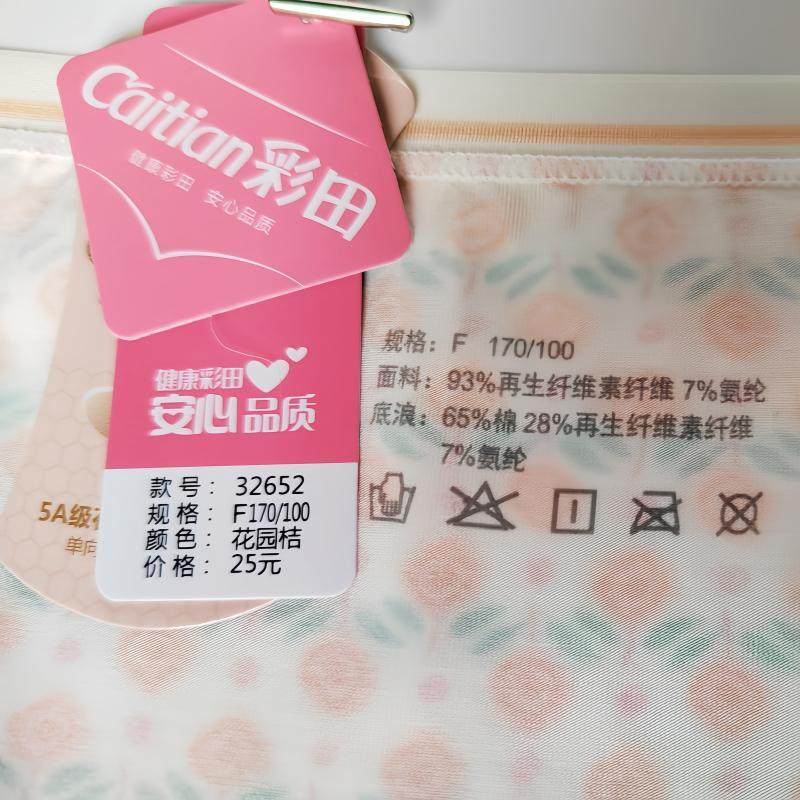 Caitian彩田
健康彩田 安心品质
健康彩田
安心品质
款号： 32652
规格： F170/100
颜色： 花园桔
价格： 25元
5A级
单向
规格：F 170/100
面料：93%再生纤维素纤维 7%氨纶
底浪：65%棉 28%再生纤维素纤维
7%氨纶